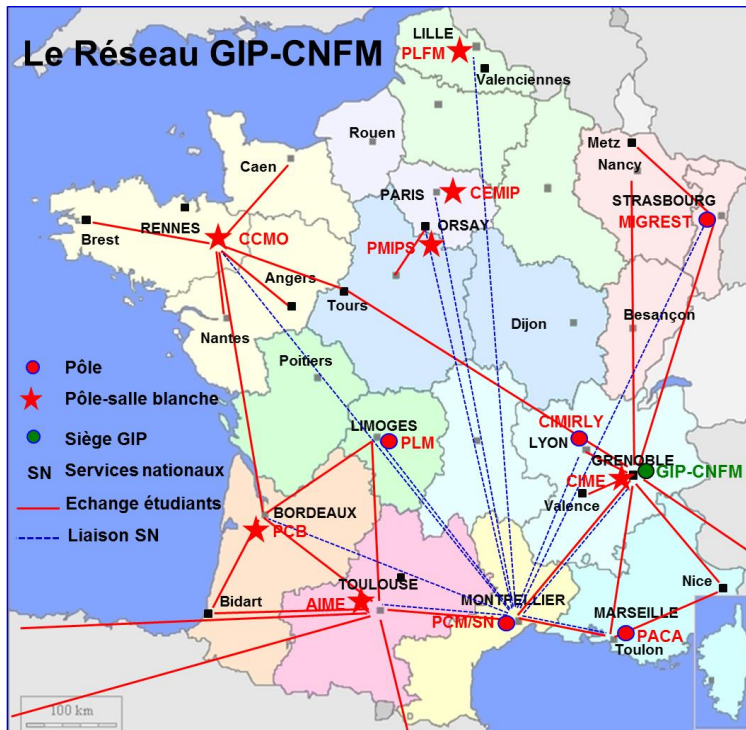 LILLE
Le Réseau GIP-CNFM
PLFM
Valenciennes
Rouen
Metz
Nancy
Caen
PARIS
CEMIP
STRASBOURG
MIGREST
RENNES
Brest
CCMO
ORSAY
PMIPS
Angers
Tours
Besançon
Nantes
Dijon
Poitiers
Pôle
Pôle-salle blanche
Siège GIP
SN Services nationaux
Echange étudiants
Liaison SN
LIMOGES
PLM
CIMIRLY
LYON
GRENOBLE
GIP-CNFM
CIME
Valence
BORDEAUX
PCB
TOULOUSE
AIME
Bidart
MONTPELLIER
PCM/SN
Nice
MARSEILLE
PACA
Toulon
100 km